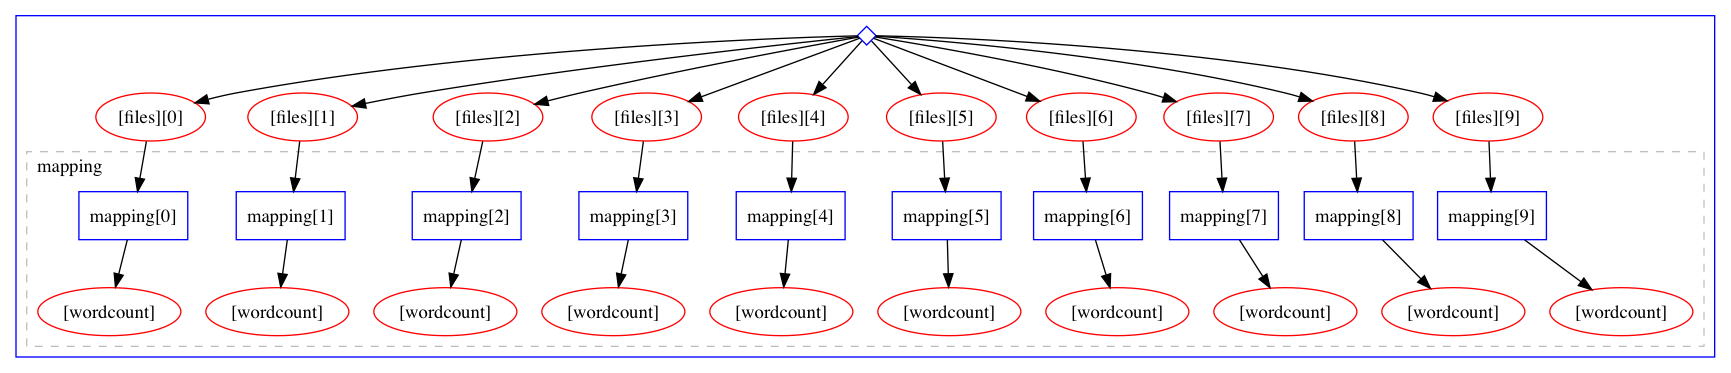 [files][0]
[files][1]
[files][2]
[files][3]
[files][4]
[files][5]
[files][6]
[files][7]
[files][8]
[files][9]
mapping
mapping[0]
mapping[1]
mapping[2]
mapping[3]
mapping[4]
mapping[5]
mapping[6]
mapping[7]
mapping[8]
mapping[9]
[wordcount]
[wordcount]
[wordcount]
[wordcount]
[wordcount]
[wordcount]
[wordcount]
[wordcount]
[wordcount]
[wordcount]